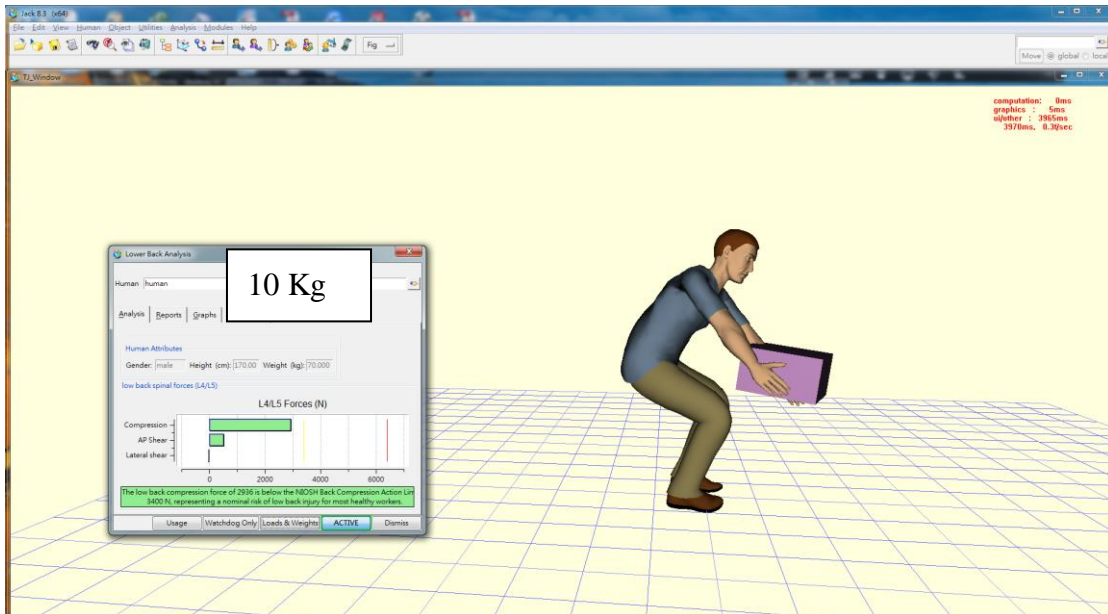 Jack 8.3 (x64)
File Edit View Human Object Utilities Analysis Modules Help
Fig
Move global local
TJ_Window
computation: 0ms
graphics : 5ms
ui/other : 3965ms
3970ms, 0.3f/sec
Lower Back Analysis
10 Kg
Human human
Analysis Reports Graphs
Human Attributes
Gender: male Height (cm): 170.00 Weight (kg): 70.000
low back spinal forces (L4/L5)
L4/L5 Forces (N)
Compression
AP Shear
Lateral shear
0 2000 4000 6000
The low back compression force of 2936 is below the NIOSH Back Compression Action Lim
3400 N, representing a nominal risk of low back injury for most healthy workers.
Usage Watchdog Only Loads & Weights ACTIVE Dismiss